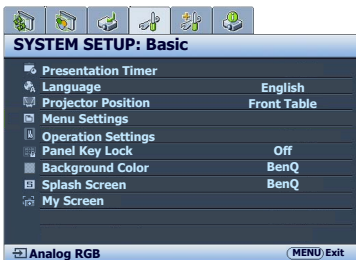 SYSTEM SETUP: Basic
Presentation Timer
Language English
Projector Position Front Table
Menu Settings
Operation Settings
Panel Key Lock Off
Background Color BenQ
Splash Screen BenQ
My Screen
Analog RGB MENU Exit